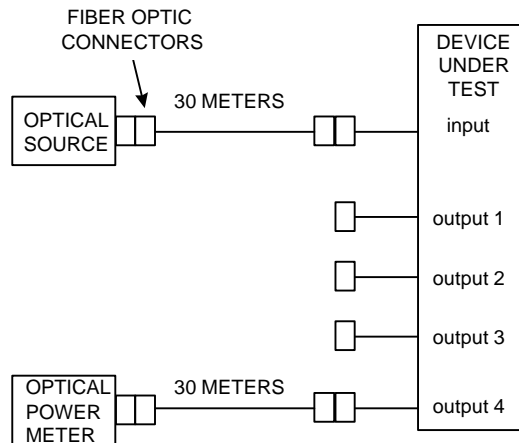 FIBER OPTIC
CONNECTORS
DEVICE
UNDER
TEST
30 METERS
OPTICAL
SOURCE
input
output 1
output 2
output 3
OPTICAL
POWER
METER
30 METERS
output 4